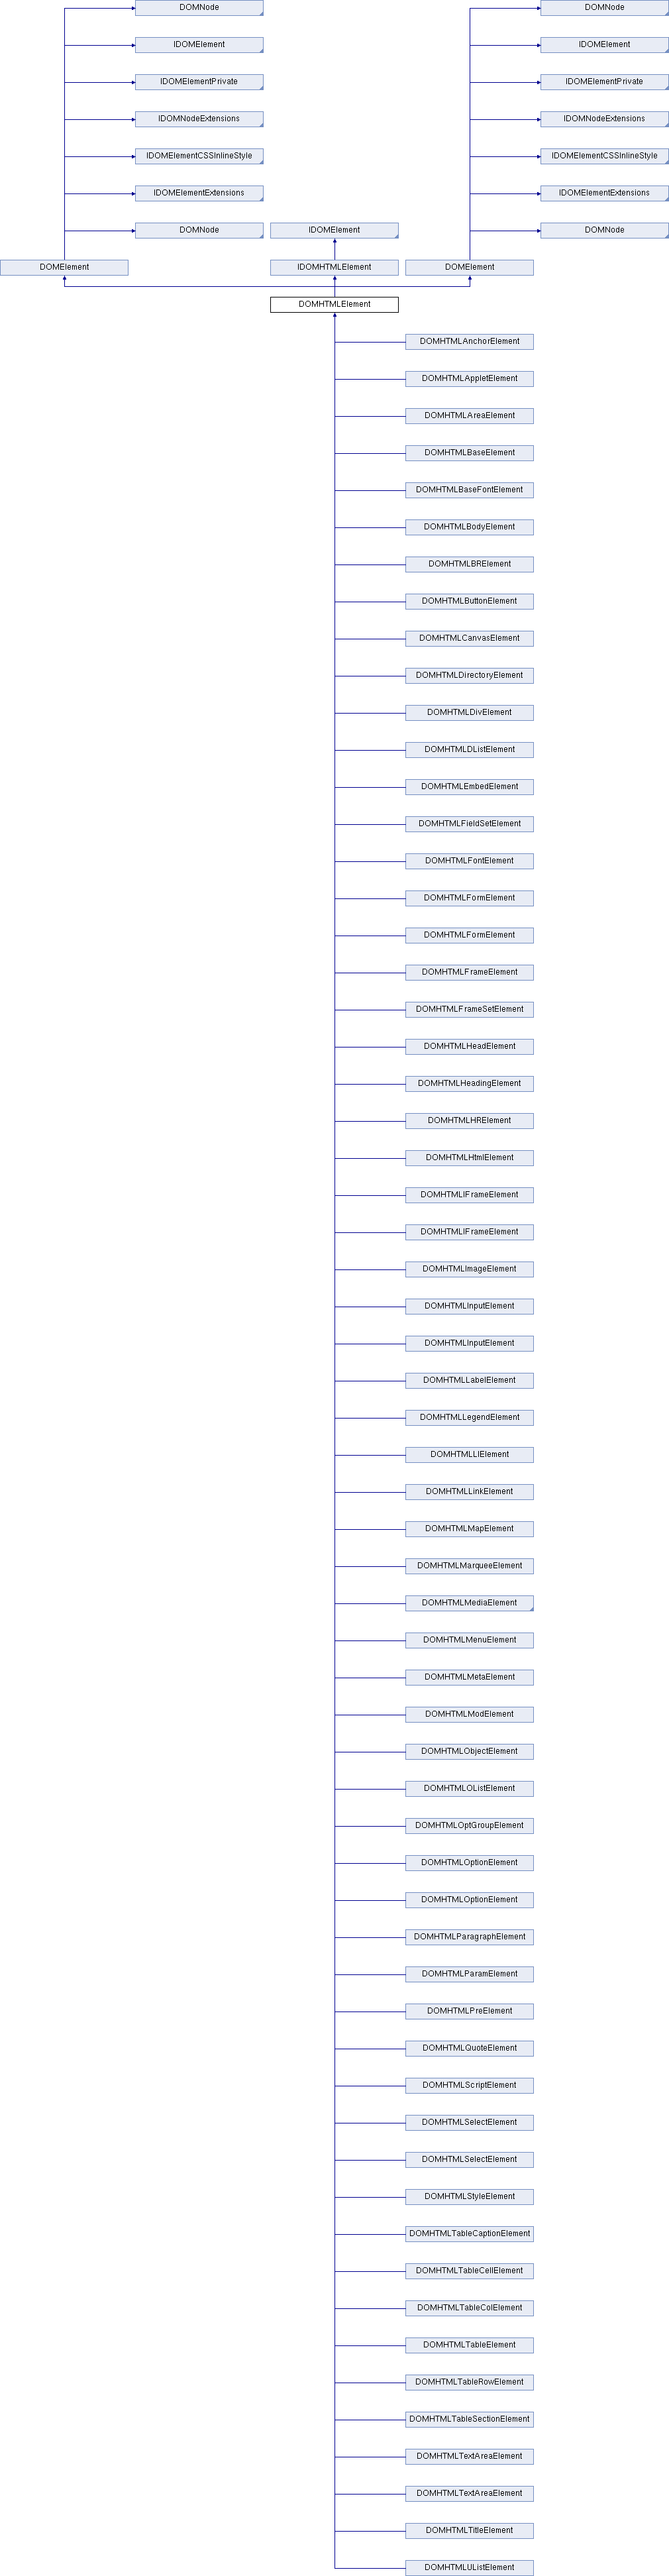 DOMNode DOMNode
IDOMElement IDOMElement
IDOMElementPrivate IDOMElementPrivate
IDOMNodeExtensions IDOMNodeExtensions
IDOMElementCSSInlineStyle IDOMElementCSSInlineStyle
IDOMElementExtensions IDOMElementExtensions
DOMNode IDOMElement DOMNode
DOMElement IDOMHTMLElement DOMElement
DOMHTMLElement
DOMHTMLAnchorElement
DOMHTMLAppletElement
DOMHTMLAreaElement
DOMHTMLBaseElement
DOMHTMLBaseFontElement
DOMHTMLBodyElement
DOMHTMLBRElement
DOMHTMLButtonElement
DOMHTMLCanvasElement
DOMHTMLDirectoryElement
DOMHTMLDivElement
DOMHTMLDListElement
DOMHTMLEmbedElement
DOMHTMLFieldSetElement
DOMHTMLFontElement
DOMHTMLFormElement
DOMHTMLFormElement
DOMHTMLFrameElement
DOMHTMLFrameSetElement
DOMHTMLHeadElement
DOMHTMLHeadingElement
DOMHTMLHRElement
DOMHTMLHtmlElement
DOMHTMLIFrameElement
DOMHTMLIFrameElement
DOMHTMLImageElement
DOMHTMLInputElement
DOMHTMLInputElement
DOMHTMLLabelElement
DOMHTMLLegendElement
DOMHTMLLIElement
DOMHTMLLinkElement
DOMHTMLMapElement
DOMHTMLMarqueeElement
DOMHTMLMediaElement
DOMHTMLMenuElement
DOMHTMLMetaElement
DOMHTMLModElement
DOMHTMLObjectElement
DOMHTMLOListElement
DOMHTMLOptGroupElement
DOMHTMLOptionElement
DOMHTMLOptionElement
DOMHTMLParagraphElement
DOMHTMLParamElement
DOMHTMLPreElement
DOMHTMLQuoteElement
DOMHTMLScriptElement
DOMHTMLSelectElement
DOMHTMLSelectElement
DOMHTMLStyleElement
DOMHTMLTableCaptionElement
DOMHTMLTableCellElement
DOMHTMLTableColElement
DOMHTMLTableElement
DOMHTMLTableRowElement
DOMHTMLTableSectionElement
DOMHTMLTextAreaElement
DOMHTMLTextAreaElement
DOMHTMLTitleElement
DOMHTMLUListElement